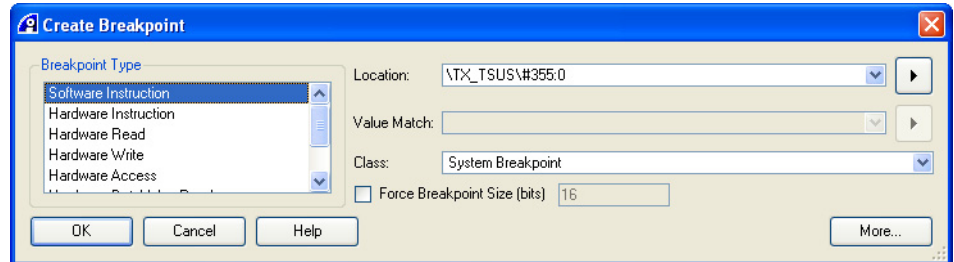 Create Breakpoint
Breakpoint Type
Software Instruction
Hardware Instruction
Hardware Read
Hardware Write
Hardware Access
Location:
\TX_TSUS\#355:0
Value Match:
Class:
System Breakpoint
Force Breakpoint Size (bits)
16
OK
Cancel
Help
More...